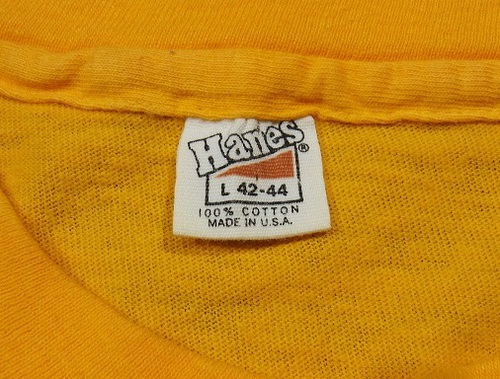 Hanes®
L 42-44
100% COTTON
MADE IN U.S.A.